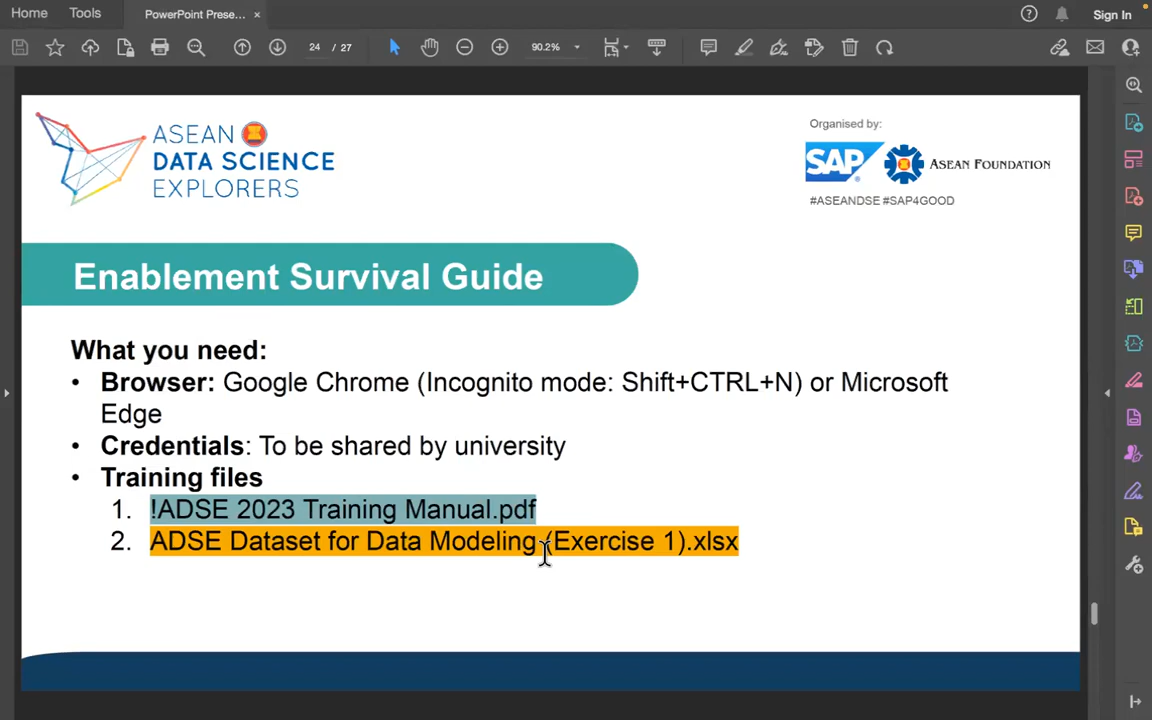 Home
Tools
PowerPoint Prese...
×
?
Sign In
24 / 27
90.2%
ASEAN
DATA SCIENCE
EXPLORERS
Organised by:
SAP
ASEAN FOUNDATION
#ASEANDSE #SAP4GOOD
Enablement Survival Guide
What you need:
• Browser: Google Chrome (Incognito mode: Shift+CTRL+N) or Microsoft
Edge
• Credentials: To be shared by university
• Training files
1. !ADSE 2023 Training Manual.pdf
2. ADSE Dataset for Data Modeling (Exercise 1).xlsx